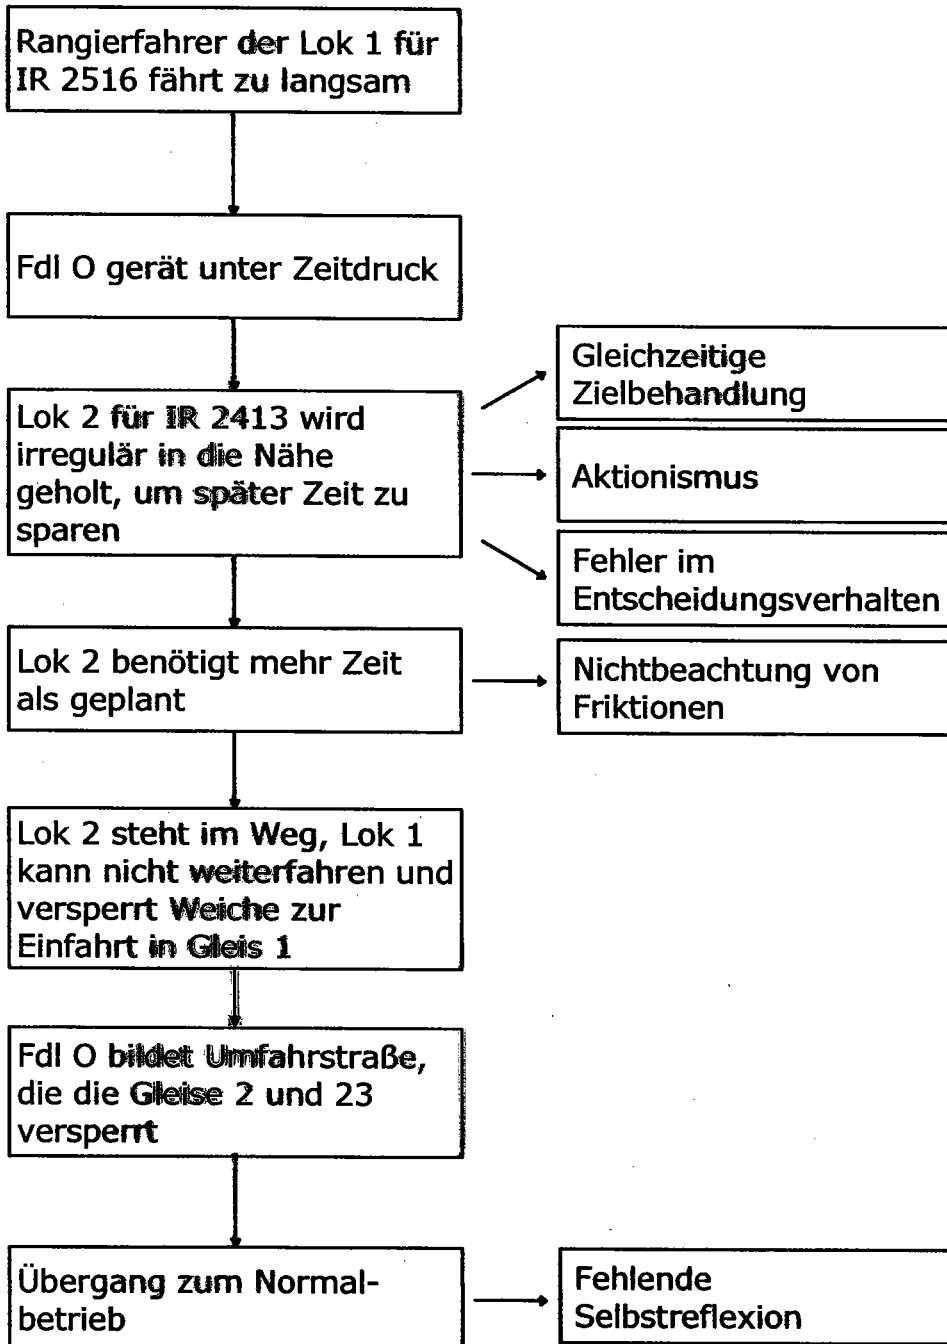 Rangierfahrer der Lok 1 für
IR 2516 fährt zu langsam
Fdl O gerät unter Zeitdruck
Lok 2 für IR 2413 wird
irregulär in die Nähe
geholt, um später Zeit zu
sparen
Gleichzeitige
Zielbehandlung
Aktionismus
Fehler im
Entscheidungsverhalten
Lok 2 benötigt mehr Zeit
als geplant
Nichtbeachtung von
Friktionen
Lok 2 steht im Weg, Lok 1
kann nicht weiterfahren und
versperrt Weiche zur
Einfahrt in Gleis 1
Fdl O bildet Umfahrstraße,
die die Gleise 2 und 23
versperrt
Übergang zum Normal-
betrieb
Fehlende
Selbstreflexion